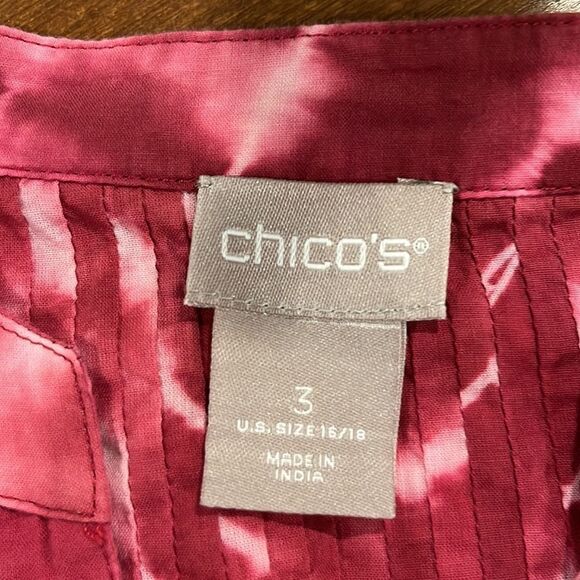 chico's®
3
U.S. SIZE 16/18
MADE IN
INDIA